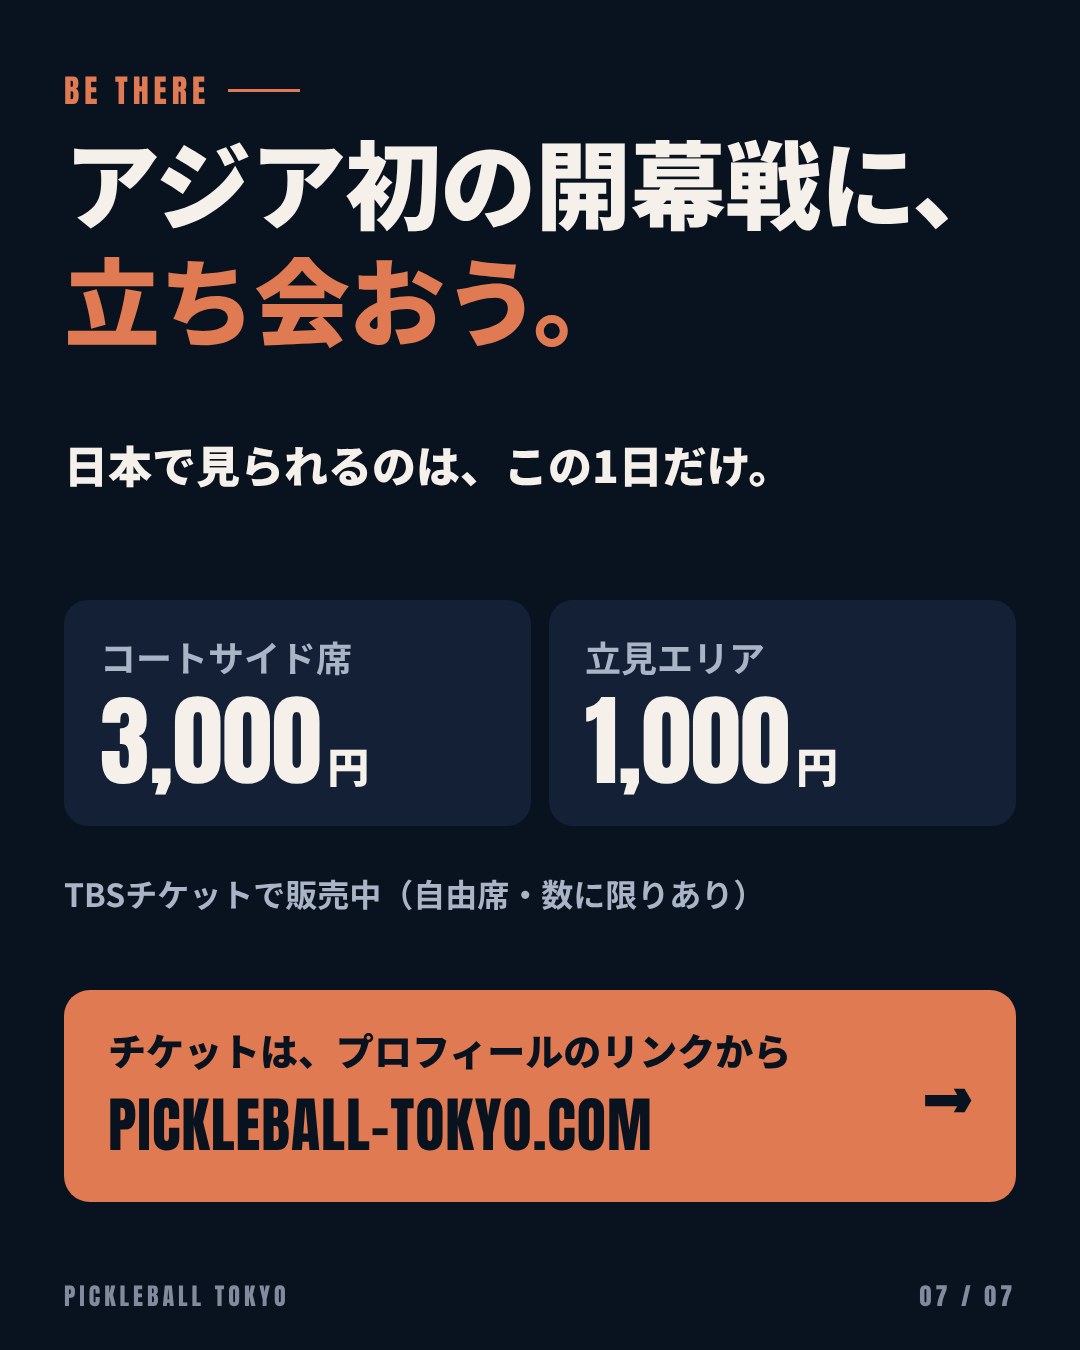 BE THERE
アジア初の開幕戦に、
立ち会おう。
日本で見られるのは、この1日だけ。
コートサイド席
3,000円
立見エリア
1,000円
TBSチケットで販売中（自由席・数に限りあり）
チケットは、プロフィールのリンクから
PICKLEBALL-TOKYO.COM
→
PICKLEBALL TOKYO
07 / 07